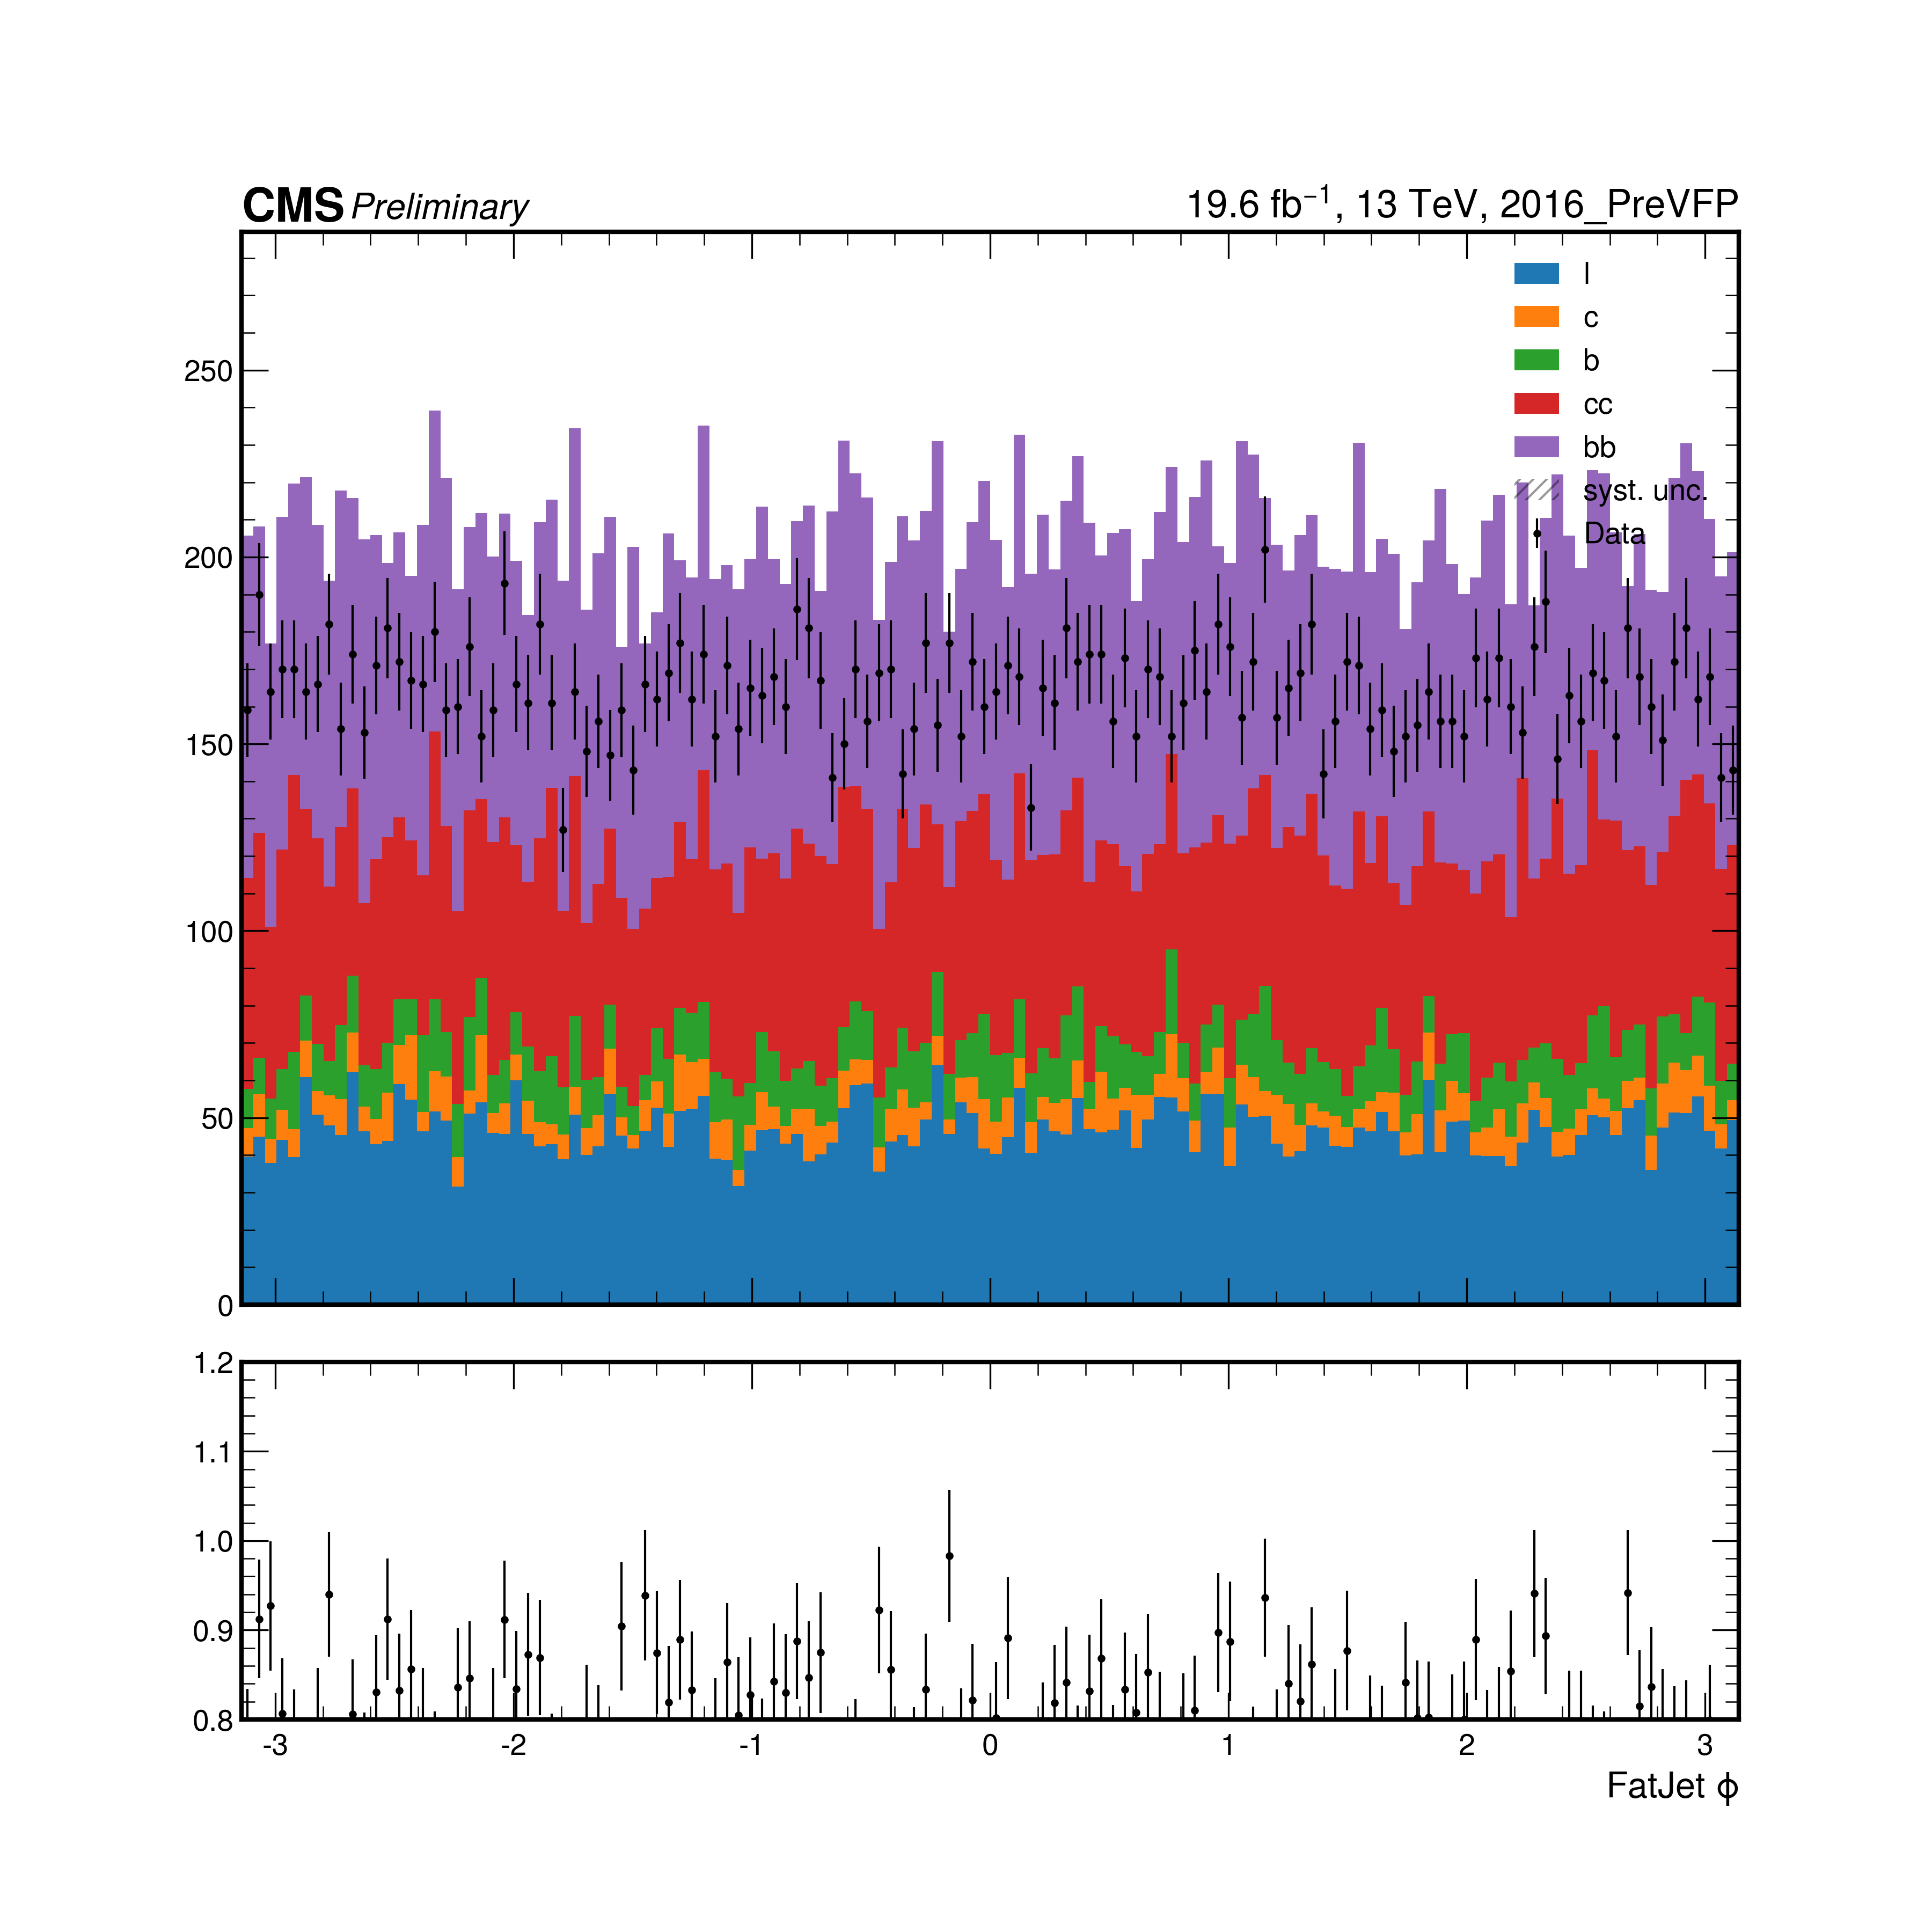 CMS Preliminary
19.6 fb⁻¹, 13 TeV, 2016_PreVFP
l
c
b
cc
bb
syst. unc.
Data
250
200
150
100
50
0
1.2
1.1
1.0
0.9
0.8
-3 -2 -1 0 1 2 3
FatJet ϕ